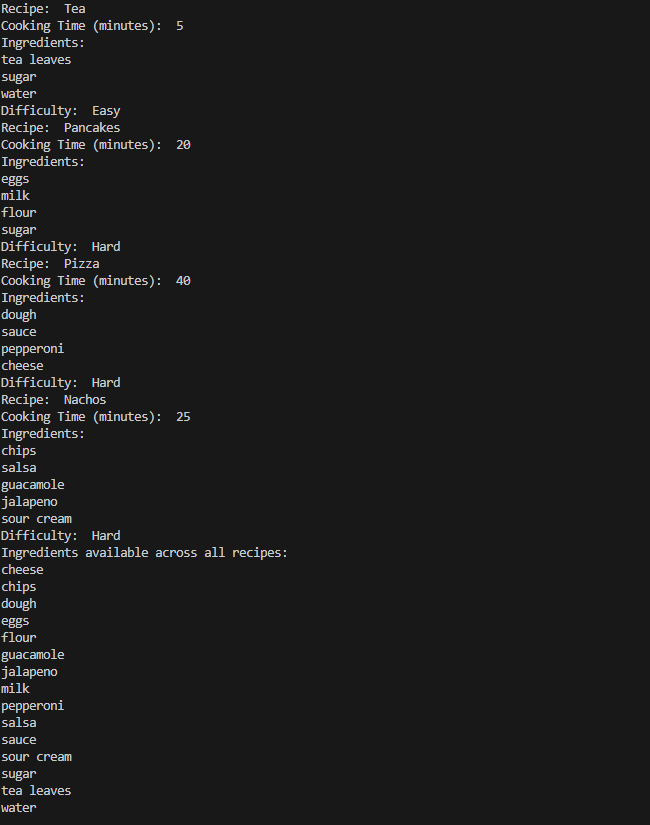 Recipe:  Tea
Cooking Time (minutes):  5
Ingredients:
tea leaves
sugar
water
Difficulty:  Easy
Recipe:  Pancakes
Cooking Time (minutes):  20
Ingredients:
eggs
milk
flour
sugar
Difficulty:  Hard
Recipe:  Pizza
Cooking Time (minutes):  40
Ingredients:
dough
sauce
pepperoni
cheese
Difficulty:  Hard
Recipe:  Nachos
Cooking Time (minutes):  25
Ingredients:
chips
salsa
guacamole
jalapeno
sour cream
Difficulty:  Hard
Ingredients available across all recipes:
cheese
chips
dough
eggs
flour
guacamole
jalapeno
milk
pepperoni
salsa
sauce
sour cream
sugar
tea leaves
water